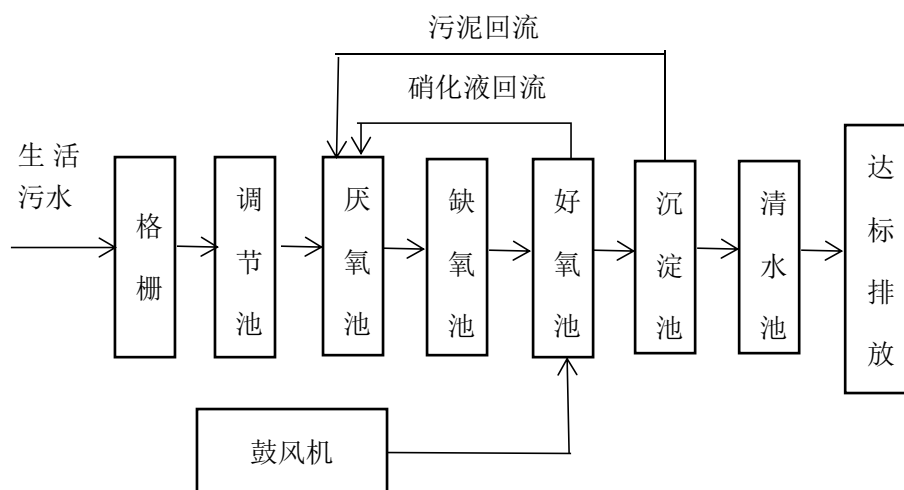 污泥回流
硝化液回流
生活
污水
格栅
调节池
厌氧池
缺氧池
好氧池
沉淀池
清水池
达标排放
鼓风机